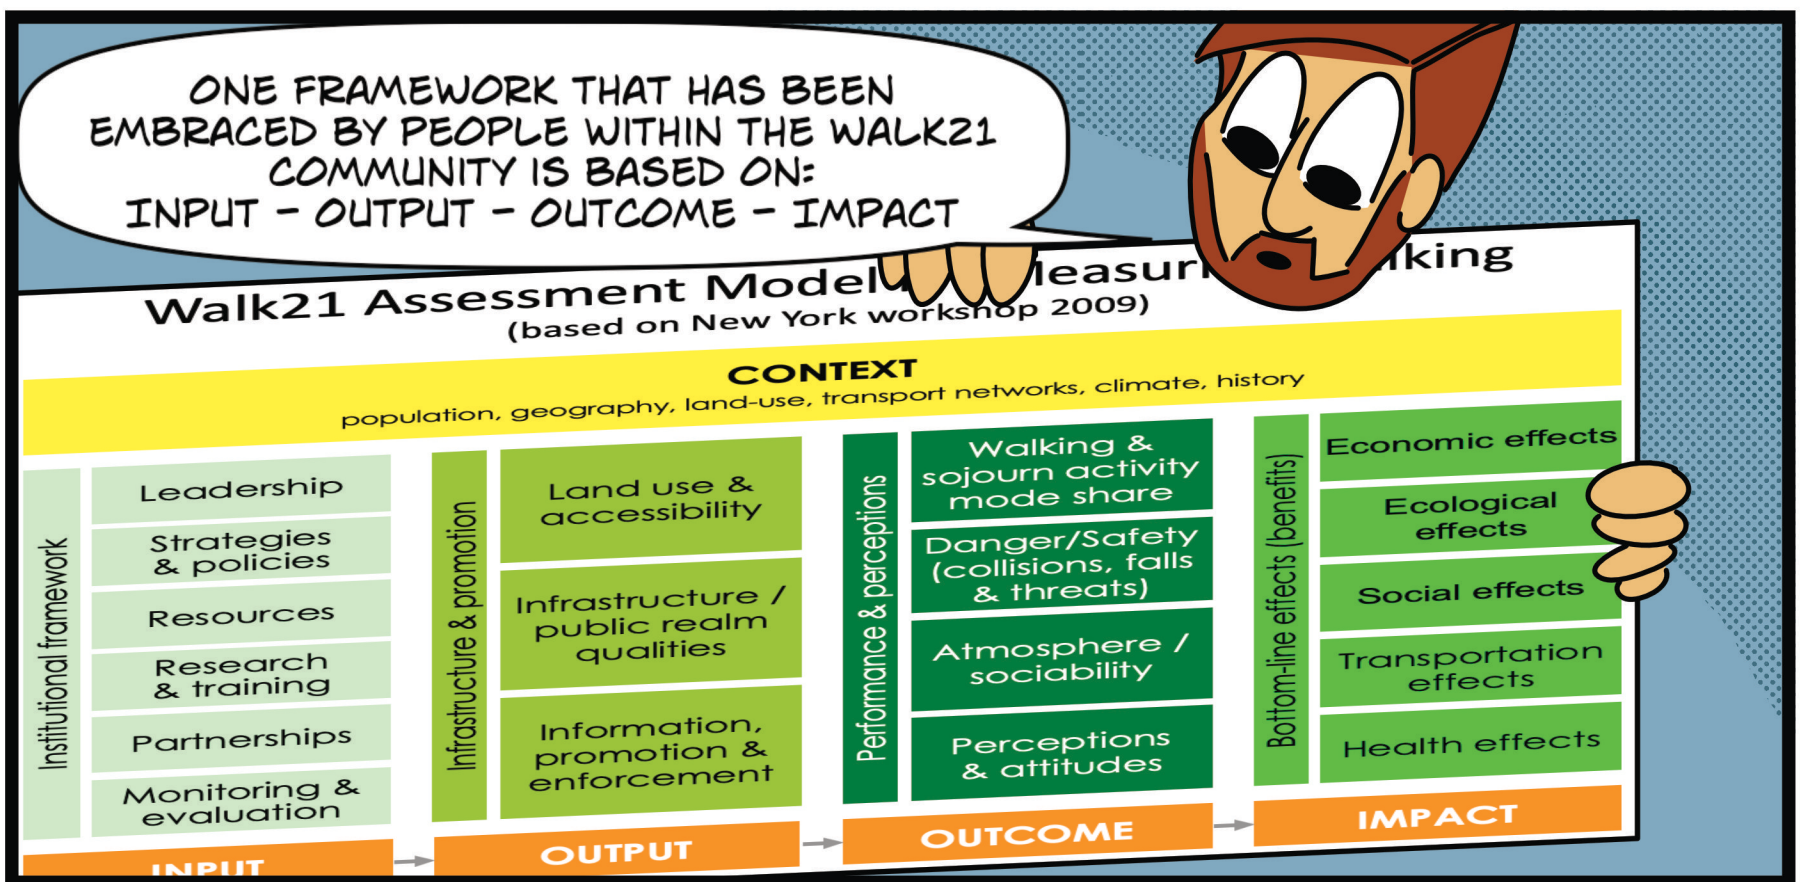 ONE FRAMEWORK THAT HAS BEEN
EMBRACED BY PEOPLE WITHIN THE WALK21
COMMUNITY IS BASED ON:
INPUT – OUTPUT – OUTCOME – IMPACT
Walk21 Assessment Model
(based on New York workshop 2009)
CONTEXT
population, geography, land-use, transport networks, climate, history
Institutional framework
Leadership
Strategies
& policies
Resources
Research
& training
Partnerships
Monitoring &
evaluation
INPUT
Infrastructure & promotion
Land use &
accessibility
Infrastructure /
public realm
qualities
Information,
promotion &
enforcement
OUTPUT
Performance & perceptions
Walking &
sojourn activity
mode share
Danger/Safety
(collisions, falls
& threats)
Atmosphere /
sociability
Perceptions
& attitudes
OUTCOME
Bottom-line effects (benefits)
Economic effects
Ecological
effects
Social effects
Transportation
effects
Health effects
IMPACT